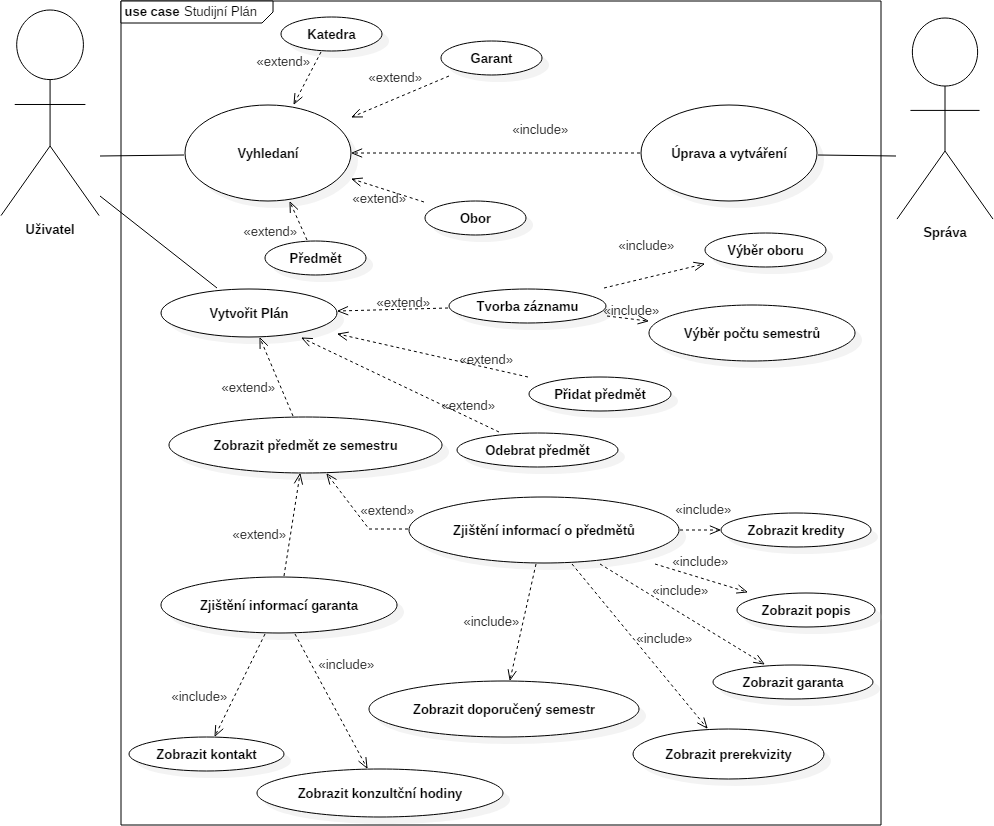 use case Studijní Plán
Katedra
«extend»
Garant
«extend»
Vyhledaní
«include»
Úprava a vytváření
«extend»
Obor
«extend»
Předmět
Uživatel
Správa
«include»
Výběr oboru
Vytvořit Plán
«extend»
Tvorba záznamu
«include»
Výběr počtu semestrů
«extend»
Přidat předmět
«extend»
«extend»
Odebrat předmět
Zobrazit předmět ze semestru
«extend»
«extend»
Zjištění informací o předmětů
«include»
Zobrazit kredity
«include»
Zobrazit popis
«include»
Zobrazit garanta
Zjištění informací garanta
«include»
«include»
«include»
«include»
Zobrazit doporučený semestr
Zobrazit prerekvizity
Zobrazit kontakt
Zobrazit konzultční hodiny